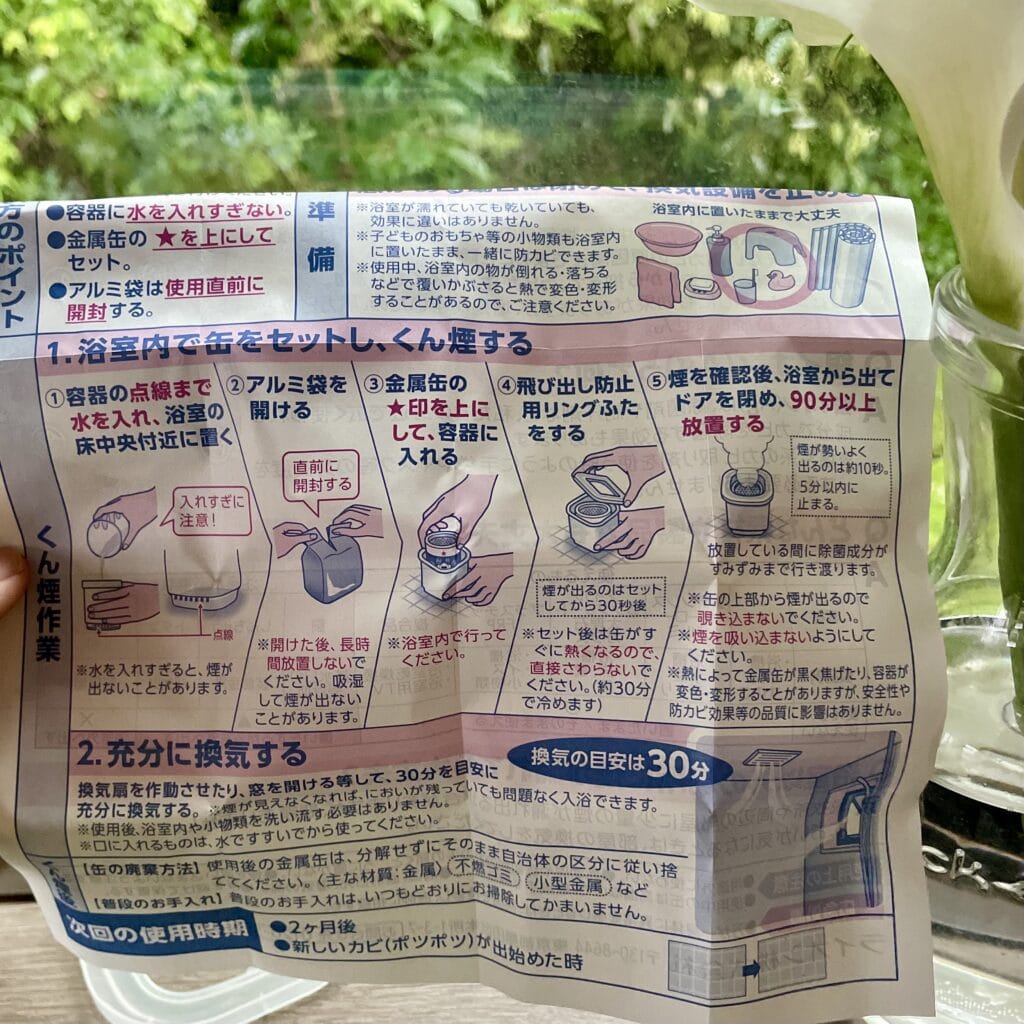 方のポイント
●容器に水を入れすぎない。
●金属缶の ★を上にして
セット。
●アルミ袋は使用直前に
開封する。
準備
換気設備を止める
※浴室が濡れていても乾いていても、
効果に違いはありません。
※子どものおもちゃ等の小物類も浴室内
に置いたまま、一緒に防カビできます。
※使用中、浴室内の物が倒れる・落ちる
などで覆いかぶさると熱で変色・変形
することがあるので、ご注意ください。
浴室内に置いたままで大丈夫
くん煙作業
1. 浴室内で缶をセットし、くん煙する
①容器の点線まで
水を入れ、浴室の
床中央付近に置く
入れすぎに
注意!
点線
※水を入れすぎると、煙が
出ないことがあります。
②アルミ袋を
開ける
直前に
開封する
※開けた後、長時
間放置しないで
ください。吸湿
して煙が出ない
ことがあります。
③金属缶の
★印を上に
して、容器に
入れる
※浴室内で行って
ください。
④飛び出し防止
用リングふた
をする
煙が出るのはセット
してから30秒後
※セット後は缶がす
ぐに熱くなるので、
直接さわらないで
ください。(約30分
で冷めます)
⑤煙を確認後、浴室から出て
ドアを閉め、90分以上
放置する
煙が勢いよく
出るのは約10秒。
5分以内に
止まる。
放置している間に除菌成分が
すみずみまで行き渡ります。
※缶の上部から煙が出るので
覗き込まないでください。
※煙を吸い込まないようにして
ください。
※熱によって金属缶が黒く焦げたり、容器が
変色・変形することがありますが、安全性や
防カビ効果等の品質に影響はありません。
2. 充分に換気する
換気の目安は30分
換気扇を作動させたり、窓を開ける等して、30分を目安に
充分に換気する。※煙が見えなくなれば、においが残っていても問題なく入浴できます。
※使用後、浴室内や小物類を洗い流す必要はありません。
※口に入れるものは、水ですすいでから使ってください。
【缶の廃棄方法】使用後の金属缶は、分解せずにそのまま自治体の区分に従い捨
ててください。〈主な材質:金属〉 不燃ゴミ 小型金属 など
【普段のお手入れ】普段のお手入れは、いつもどおりにお掃除してかまいません。
次回の使用時期
●2ヶ月後
●新しいカビ(ポツポツ)が出始めた時